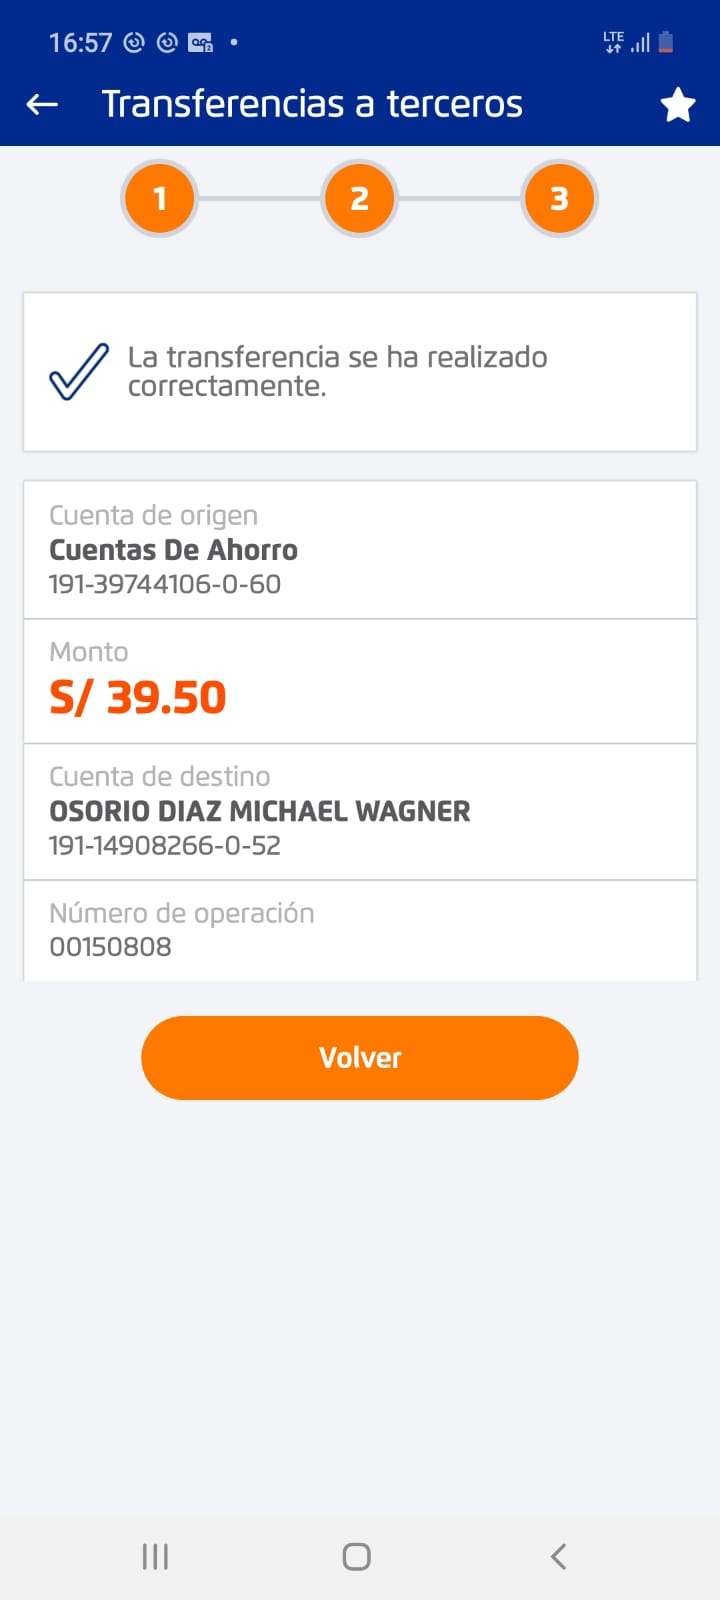 16:57
LTE
Transferencias a terceros
1 2 3
La transferencia se ha realizado
correctamente.
Cuenta de origen
Cuentas De Ahorro
191-39744106-0-60
Monto
S/ 39.50
Cuenta de destino
OSORIO DIAZ MICHAEL WAGNER
191-14908266-0-52
Número de operación
00150808
Volver